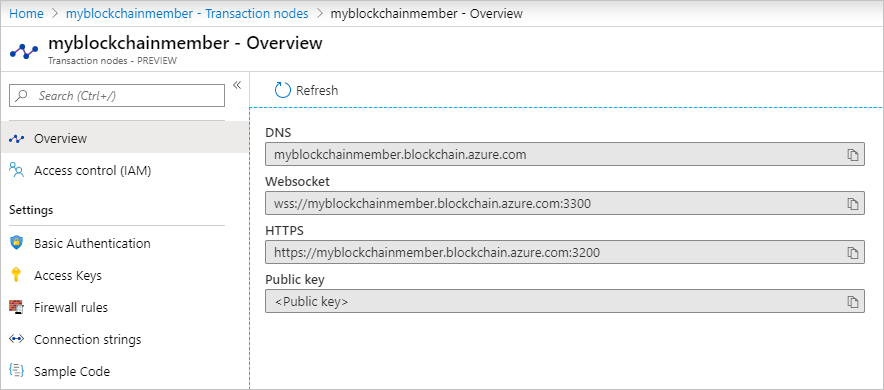 Home > myblockchainmember - Transaction nodes > myblockchainmember - Overview
myblockchainmember - Overview
Transaction nodes - PREVIEW
Search (Ctrl+/)
«
Overview
Access control (IAM)
Settings
Basic Authentication
Access Keys
Firewall rules
Connection strings
Sample Code
Refresh
DNS
myblockchainmember.blockchain.azure.com
Websocket
wss://myblockchainmember.blockchain.azure.com:3300
HTTPS
https://myblockchainmember.blockchain.azure.com:3200
Public key
<Public key>